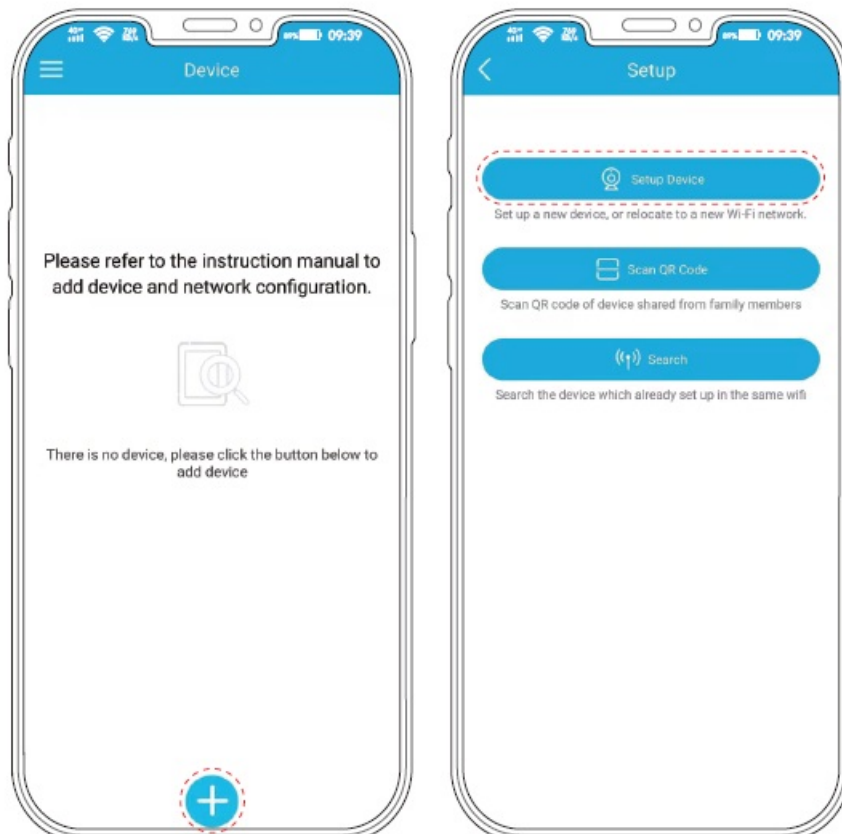 09:39
Device
Please refer to the instruction manual to
add device and network configuration.
There is no device, please click the button below to
add device
09:39
Setup
Setup Device
Set up a new device, or relocate to a new Wi-Fi network.
Scan QR Code
Scan QR code of device shared from family members
Search
Search the device which already set up in the same wifi